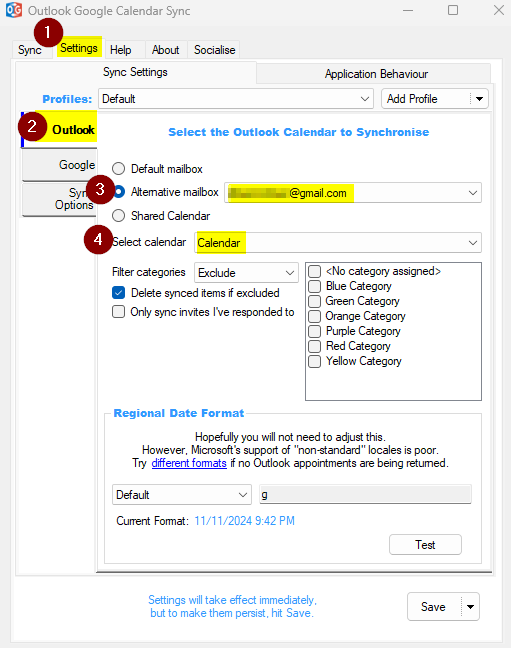 Outlook Google Calendar Sync
1
Sync
Settings
Help
About
Socialise
Sync Settings
Application Behaviour
Profiles:
Default
Add Profile
2
Outlook
Select the Outlook Calendar to Synchronise
Google
Default mailbox
3
Alternative mailbox
@gmail.com
Sync
Options
Shared Calendar
4
Select calendar
Calendar
Filter categories
Exclude
<No category assigned>
Delete synced items if excluded
Blue Category
Only sync invites I've responded to
Green Category
Orange Category
Purple Category
Red Category
Yellow Category
Regional Date Format
Hopefully you will not need to adjust this.
However, Microsoft's support of "non-standard" locales is poor.
Try different formats if no Outlook appointments are being returned.
Default
g
Current Format: 11/11/2024 9:42 PM
Test
Settings will take effect immediately,
but to make them persist, hit Save.
Save